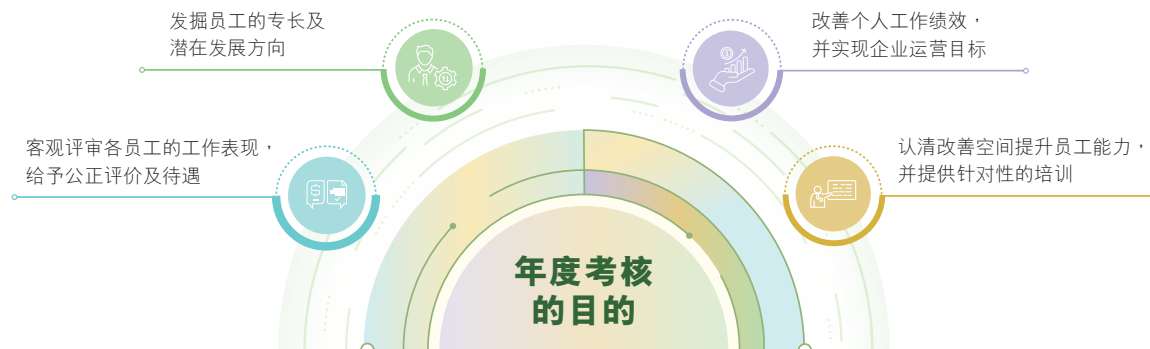 发掘员工的专长及
潜在发展方向
改善个人工作绩效，
并实现企业运营目标
客观评审各员工的工作表现，
给予公正评价及待遇
认清改善空间提升员工能力，
并提供针对性的培训
年度考核
的目的